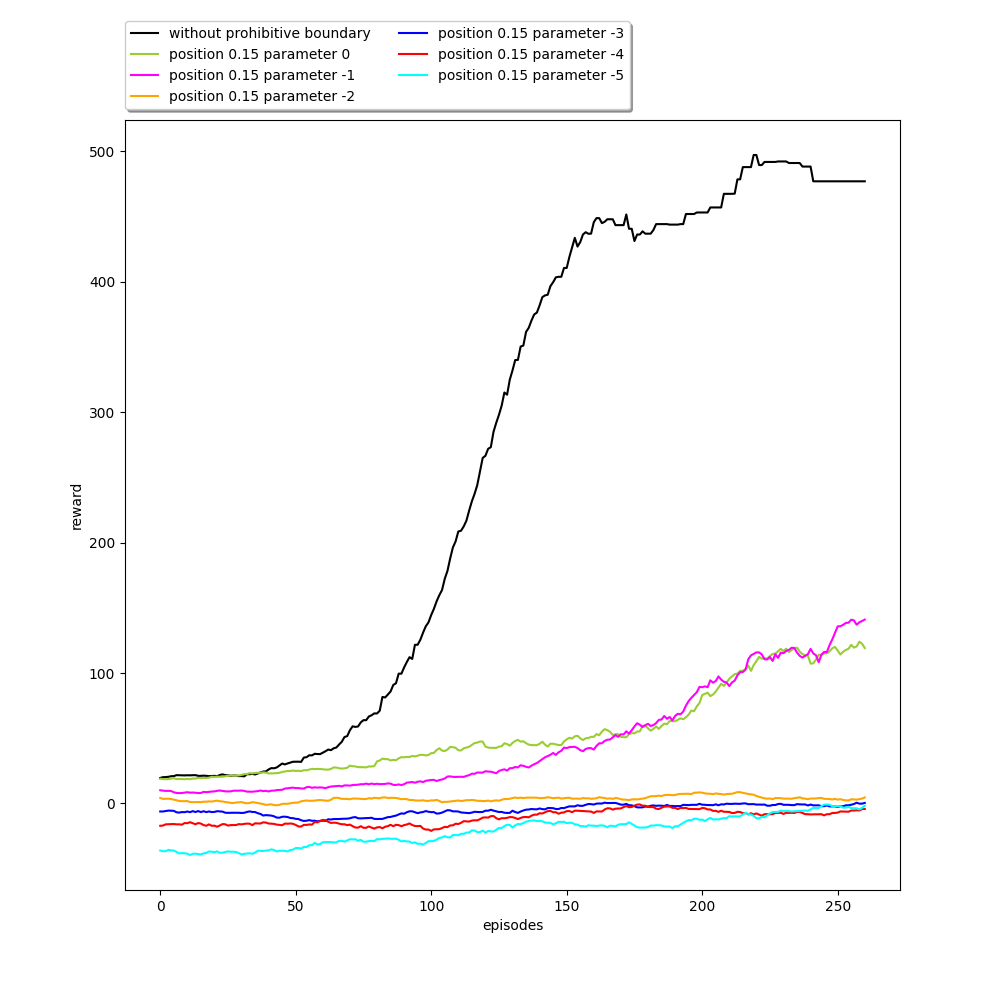 without prohibitive boundary
position 0.15 parameter 0
position 0.15 parameter -1
position 0.15 parameter -2
position 0.15 parameter -3
position 0.15 parameter -4
position 0.15 parameter -5
500
400
300
200
100
0
reward
0 50 100 150 200 250
episodes